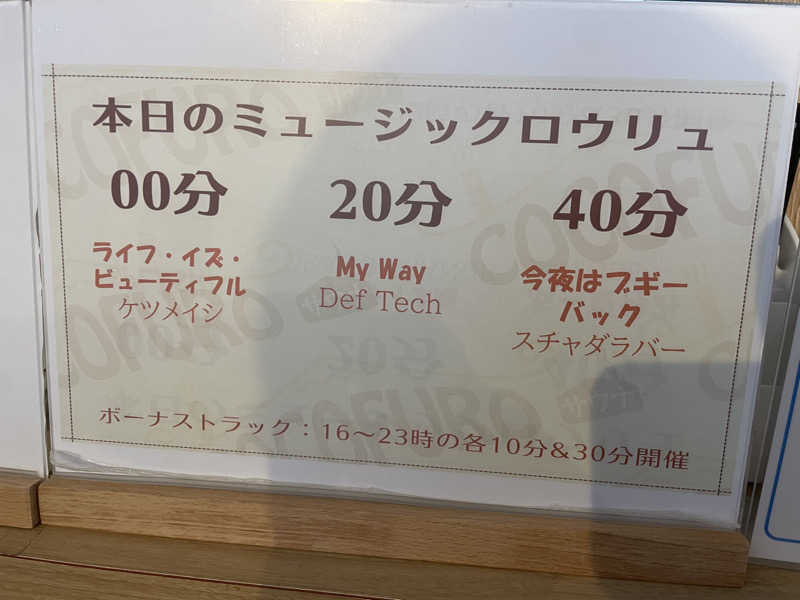 本日のミュージックロウリュ
00分 20分 40分
ライフ・イズ・
ビューティフル
ケツメイシ
My Way
Def Tech
今夜はブギー
バック
スチャダラパー
ボーナストラック：16～23時の各10分&30分開催
COCOFURO